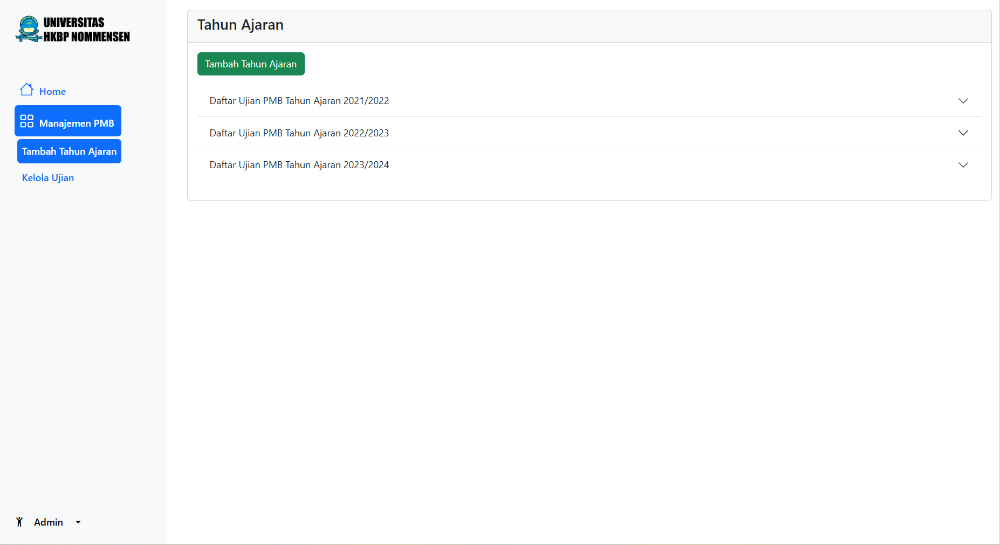 UNIVERSITAS
HKBP NOMMENSEN
Home
Manajemen PMB
Tambah Tahun Ajaran
Kelola Ujian
Admin
Tahun Ajaran
Tambah Tahun Ajaran
Daftar Ujian PMB Tahun Ajaran 2021/2022
Daftar Ujian PMB Tahun Ajaran 2022/2023
Daftar Ujian PMB Tahun Ajaran 2023/2024